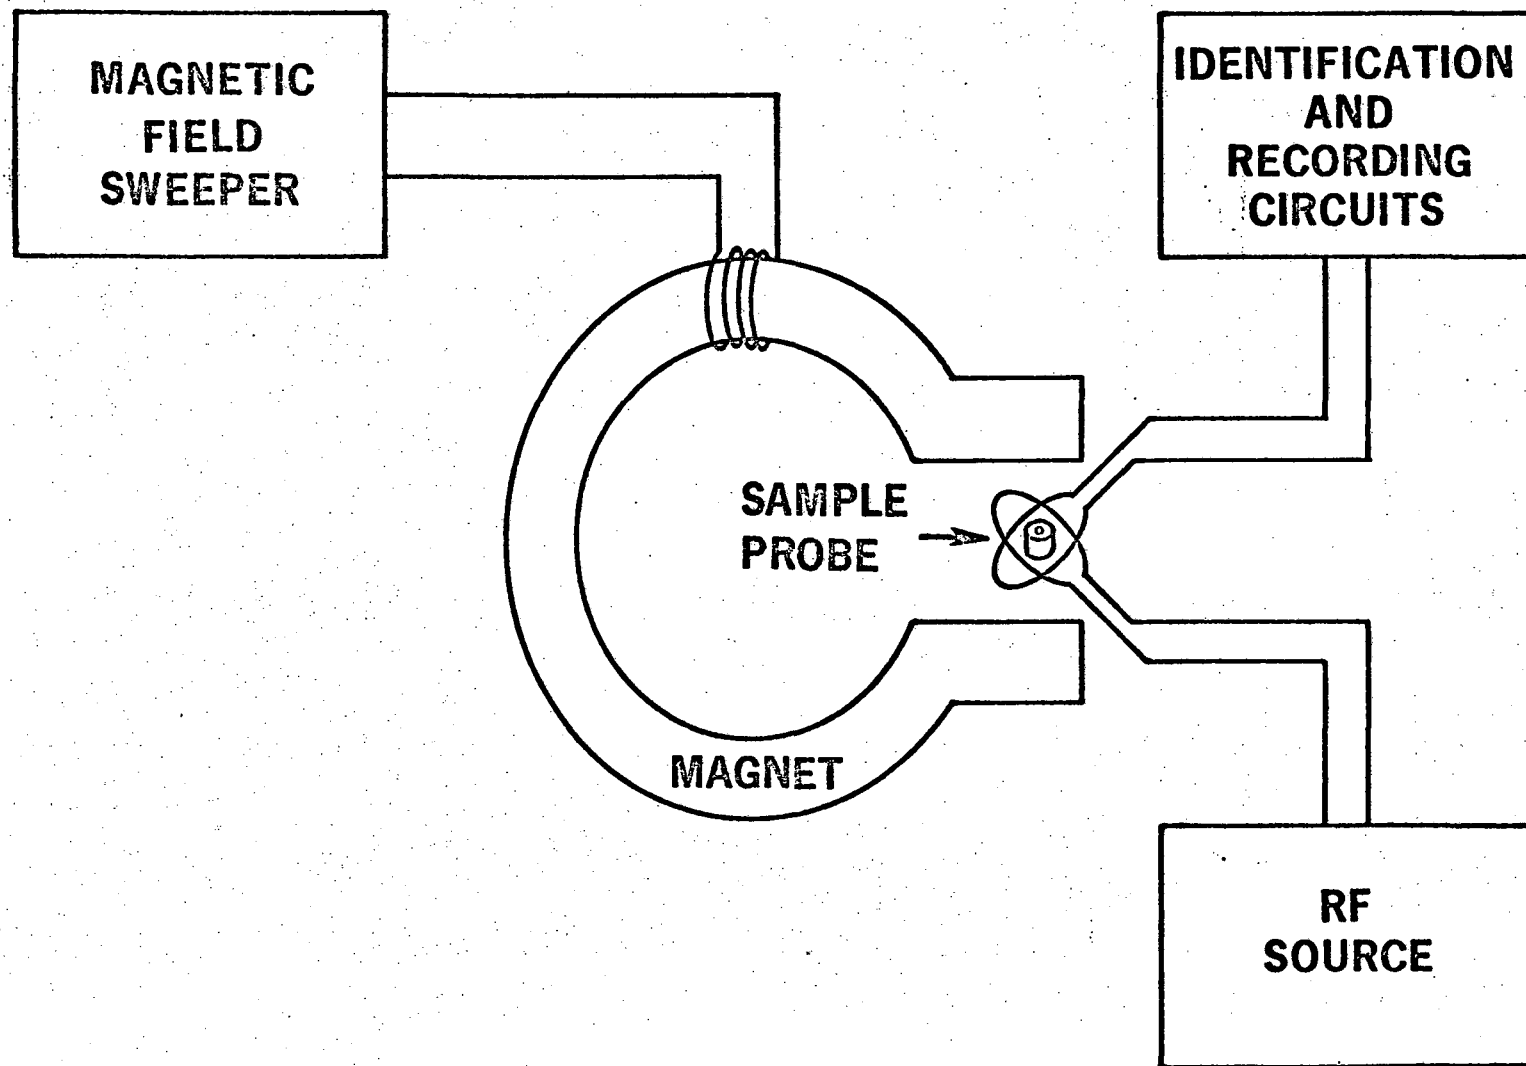 MAGNETIC
FIELD
SWEEPER
IDENTIFICATION
AND
RECORDING
CIRCUITS
SAMPLE
PROBE
MAGNET
RF
SOURCE